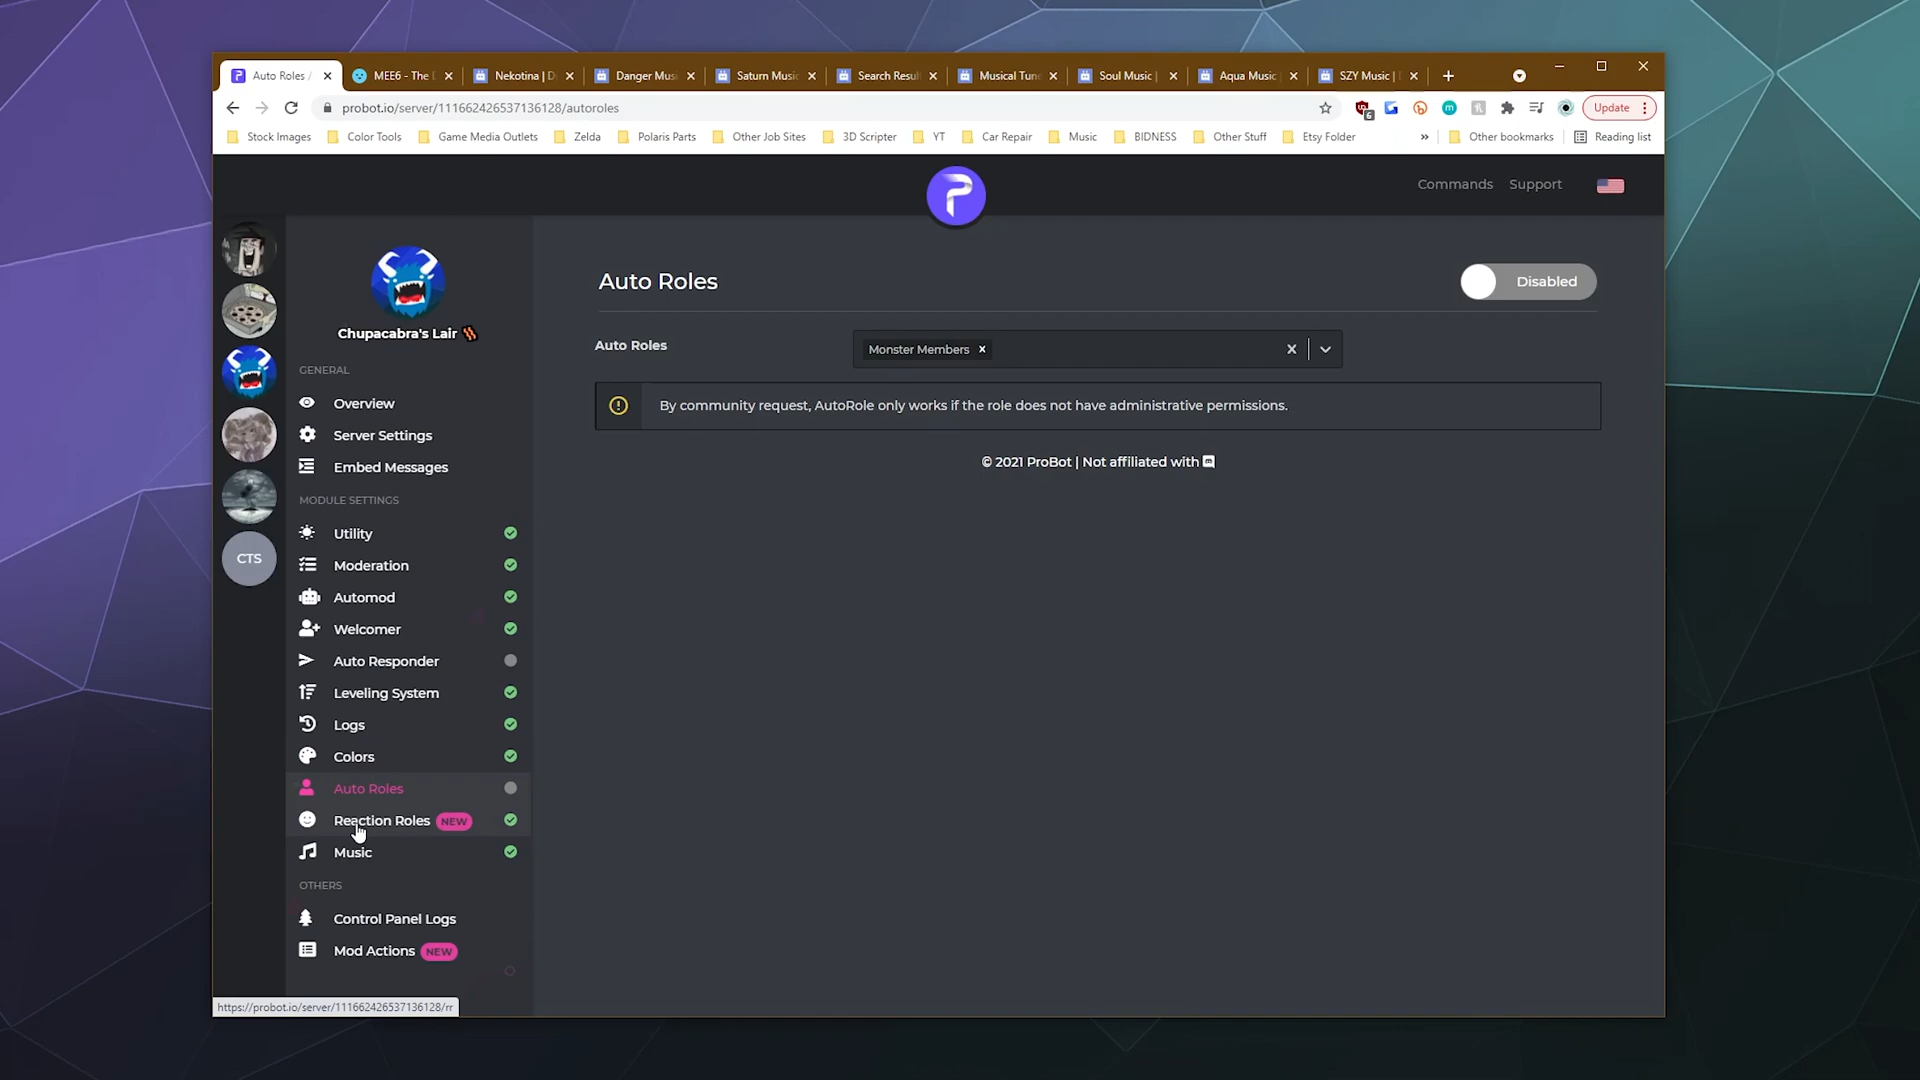 Auto Roles /
MEE6 - The
Nekotina | D
Danger Mus
Saturn Music
Search Resul
Musical Tune
Soul Music |
Aqua Music
SZY Music |
probot.io/server/111662426537136128/autoroles
6
Update
Stock Images
Color Tools
Game Media Outlets
Zelda
Polaris Parts
Other Job Sites
3D Scripter
YT
Car Repair
Music
BIDNESS
Other Stuff
Etsy Folder
»
Other bookmarks
Reading list
Commands
Support
Chupacabra's Lair
GENERAL
Overview
Server Settings
Embed Messages
MODULE SETTINGS
Utility
Moderation
Automod
Welcomer
Auto Responder
Leveling System
Logs
Colors
Auto Roles
Reaction Roles NEW
Music
OTHERS
Control Panel Logs
Mod Actions NEW
CTS
Auto Roles
Disabled
Auto Roles
Monster Members
By community request, AutoRole only works if the role does not have administrative permissions.
© 2021 ProBot | Not affiliated with
https://probot.io/server/111662426537136128/rr